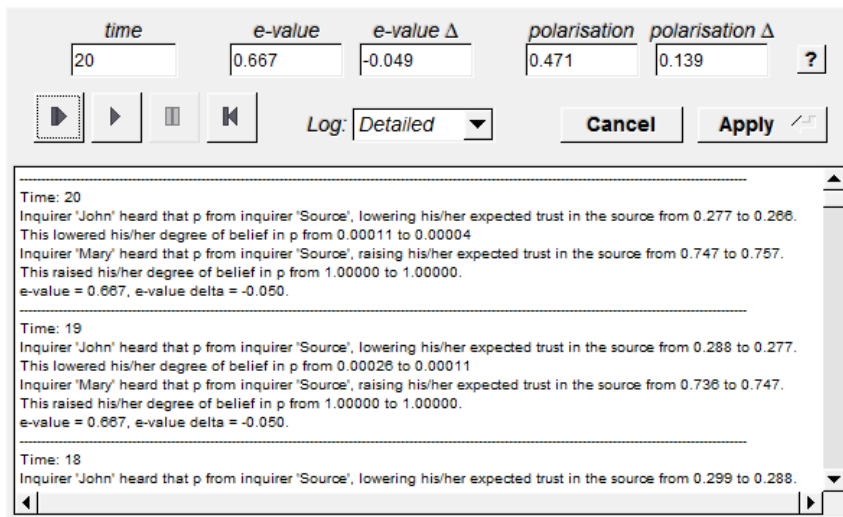 time e-value e-value Δ polarisation polarisation Δ
20 0.667 -0.049 0.471 0.139 ?
Log: Detailed Cancel Apply
Time: 20
Inquirer 'John' heard that p from inquirer 'Source', lowering his/her expected trust in the source from 0.277 to 0.266.
This lowered his/her degree of belief in p from 0.00011 to 0.00004
Inquirer 'Mary' heard that p from inquirer 'Source', raising his/her expected trust in the source from 0.747 to 0.757.
This raised his/her degree of belief in p from 1.00000 to 1.00000.
e-value = 0.667, e-value delta = -0.050.
Time: 19
Inquirer 'John' heard that p from inquirer 'Source', lowering his/her expected trust in the source from 0.288 to 0.277.
This lowered his/her degree of belief in p from 0.00026 to 0.00011
Inquirer 'Mary' heard that p from inquirer 'Source', raising his/her expected trust in the source from 0.736 to 0.747.
This raised his/her degree of belief in p from 1.00000 to 1.00000.
e-value = 0.667, e-value delta = -0.050.
Time: 18
Inquirer 'John' heard that p from inquirer 'Source', lowering his/her expected trust in the source from 0.299 to 0.288.